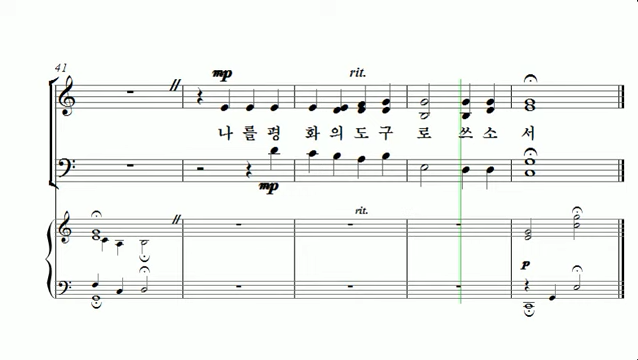 41
mp
rit.
나 를 평 화 의 도 구 로 쓰 소 서
mp
rit.
p